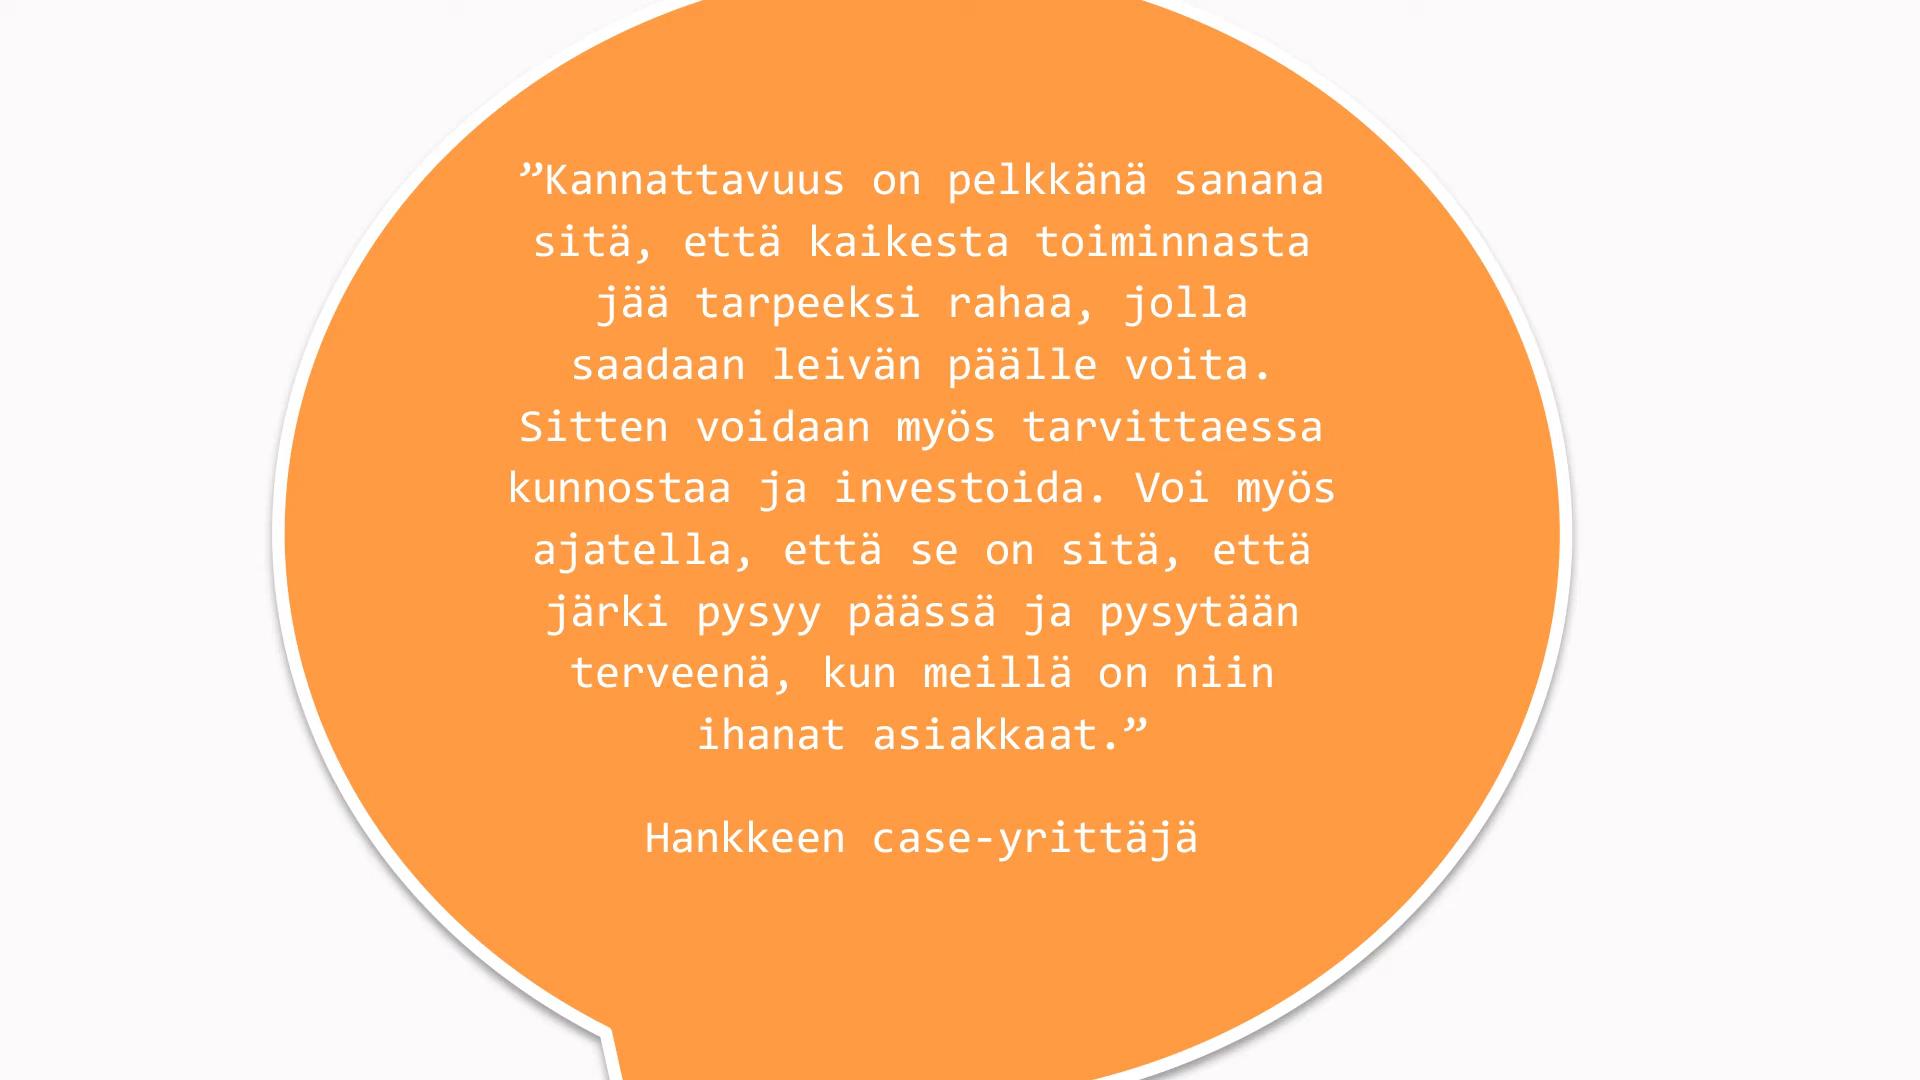 ”Kannattavuus on pelkkänä sanana
sitä, että kaikesta toiminnasta
jää tarpeeksi rahaa, jolla
saadaan leivän päälle voita.
Sitten voidaan myös tarvittaessa
kunnostaa ja investoida. Voi myös
ajatella, että se on sitä, että
järki pysyy päässä ja pysytään
terveenä, kun meillä on niin
ihanat asiakkaat.”
Hankkeen case-yrittäjä